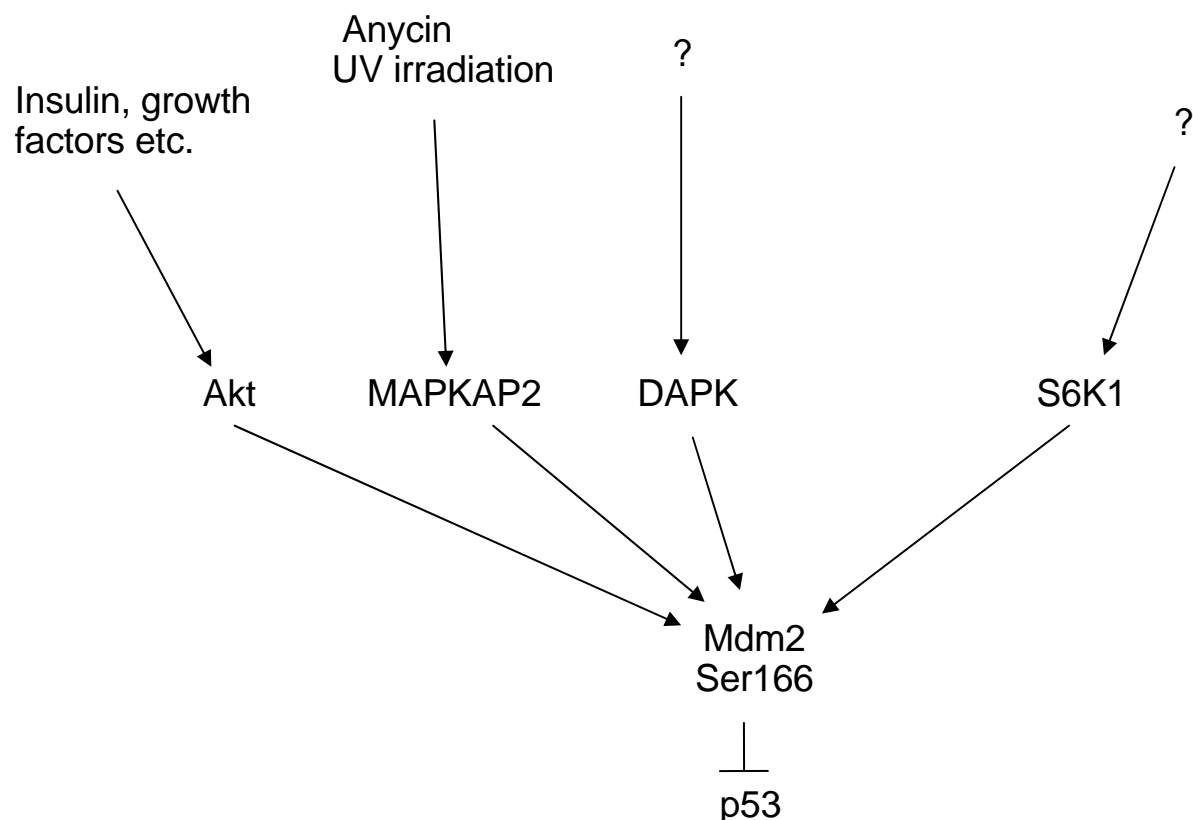 Anycin
UV irradiation
?
Insulin, growth
factors etc.
?
Akt
MAPKAP2
DAPK
S6K1
Mdm2
Ser166
p53